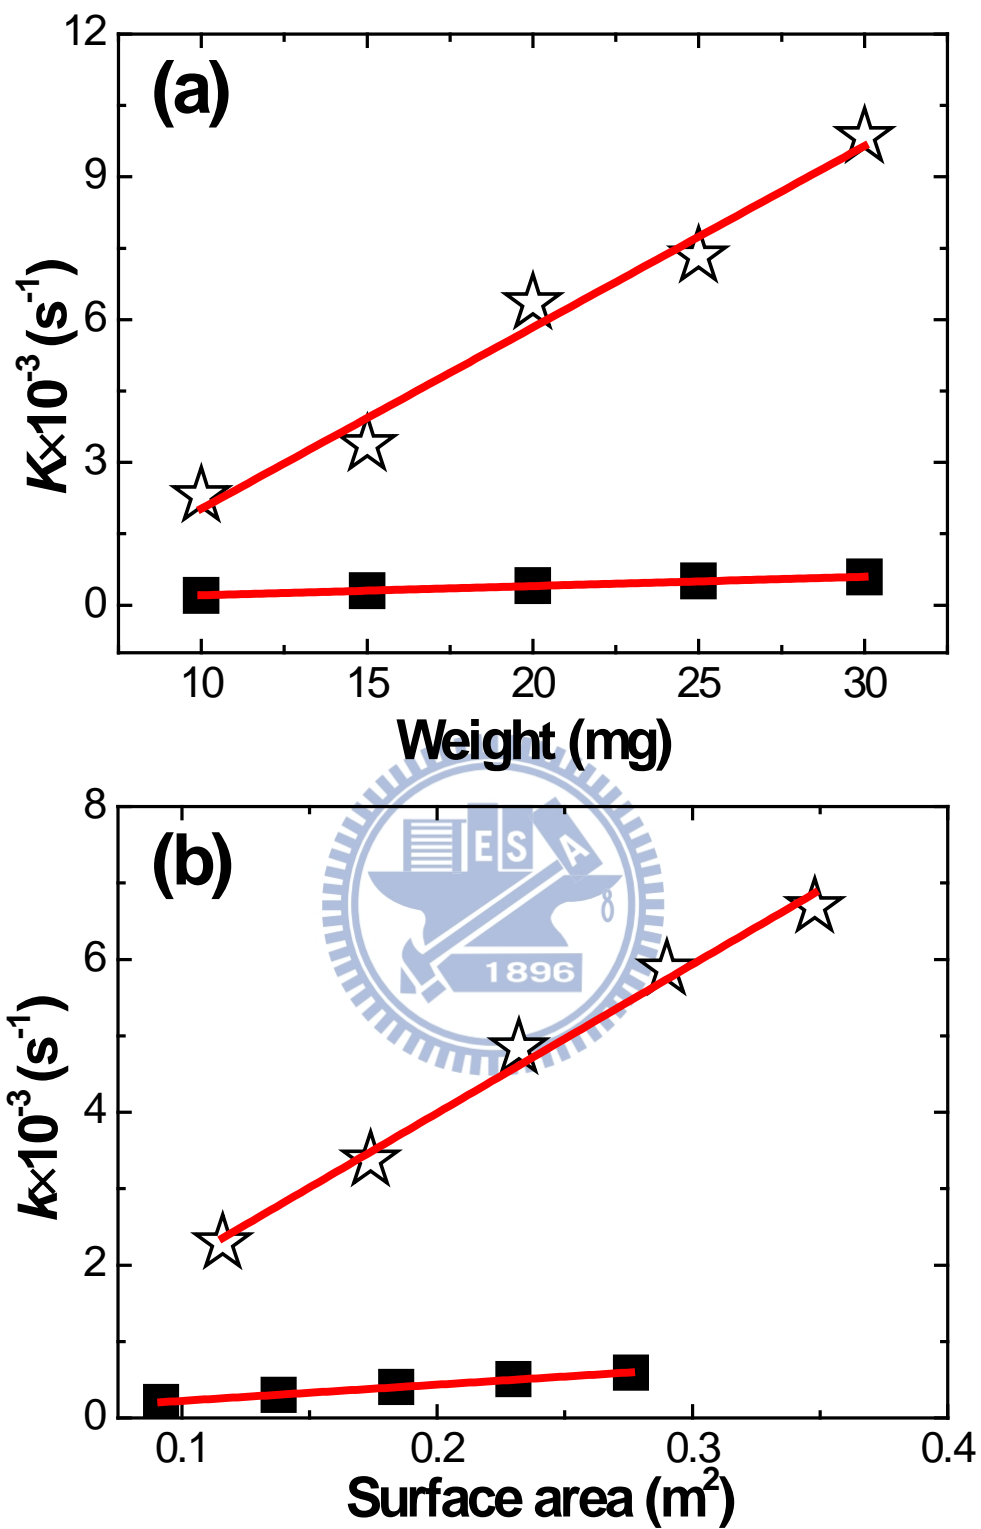 (a)
12
9
6
3
0
K×10⁻³ (s⁻¹)
10 15 20 25 30
Weight (mg)
(b)
8
6
4
2
0
k×10⁻³ (s⁻¹)
E S A
1896
0.1 0.2 0.3 0.4
Surface area (m²)